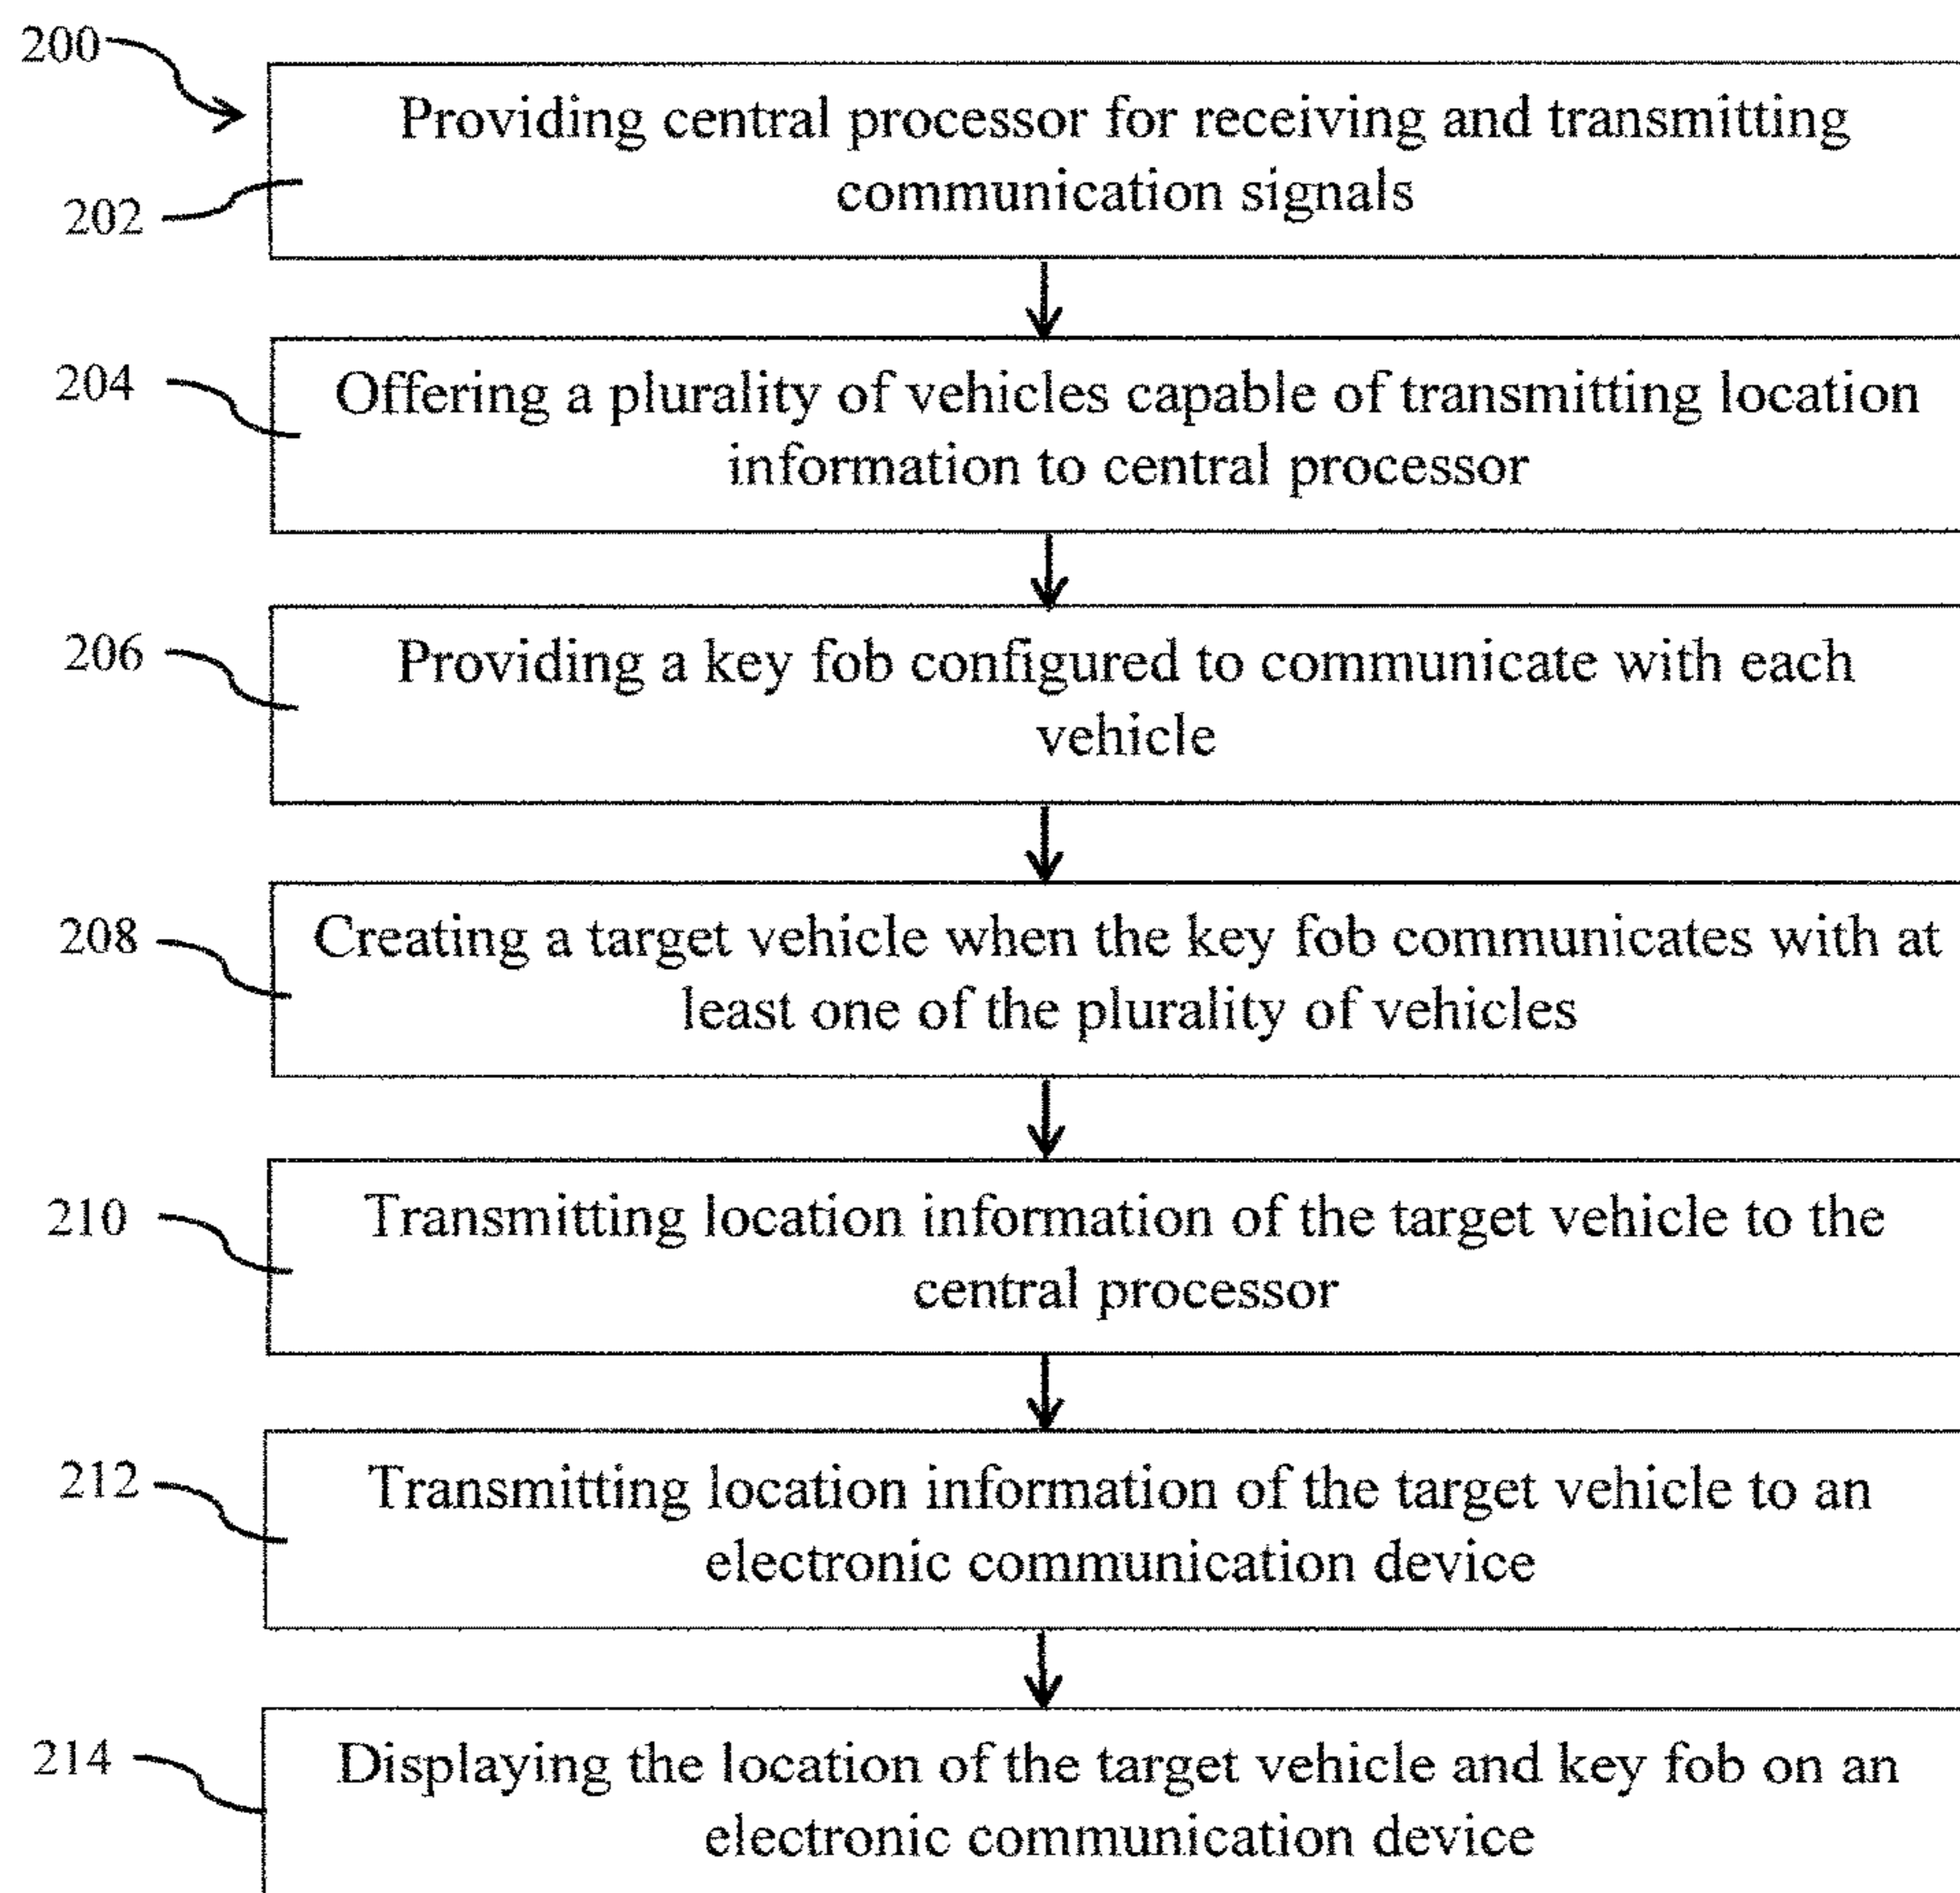 200
Providing central processor for receiving and transmitting
communication signals
202
204
Offering a plurality of vehicles capable of transmitting location
information to central processor
206
Providing a key fob configured to communicate with each
vehicle
208
Creating a target vehicle when the key fob communicates with at
least one of the plurality of vehicles
210
Transmitting location information of the target vehicle to the
central processor
212
Transmitting location information of the target vehicle to an
electronic communication device
214
Displaying the location of the target vehicle and key fob on an
electronic communication device